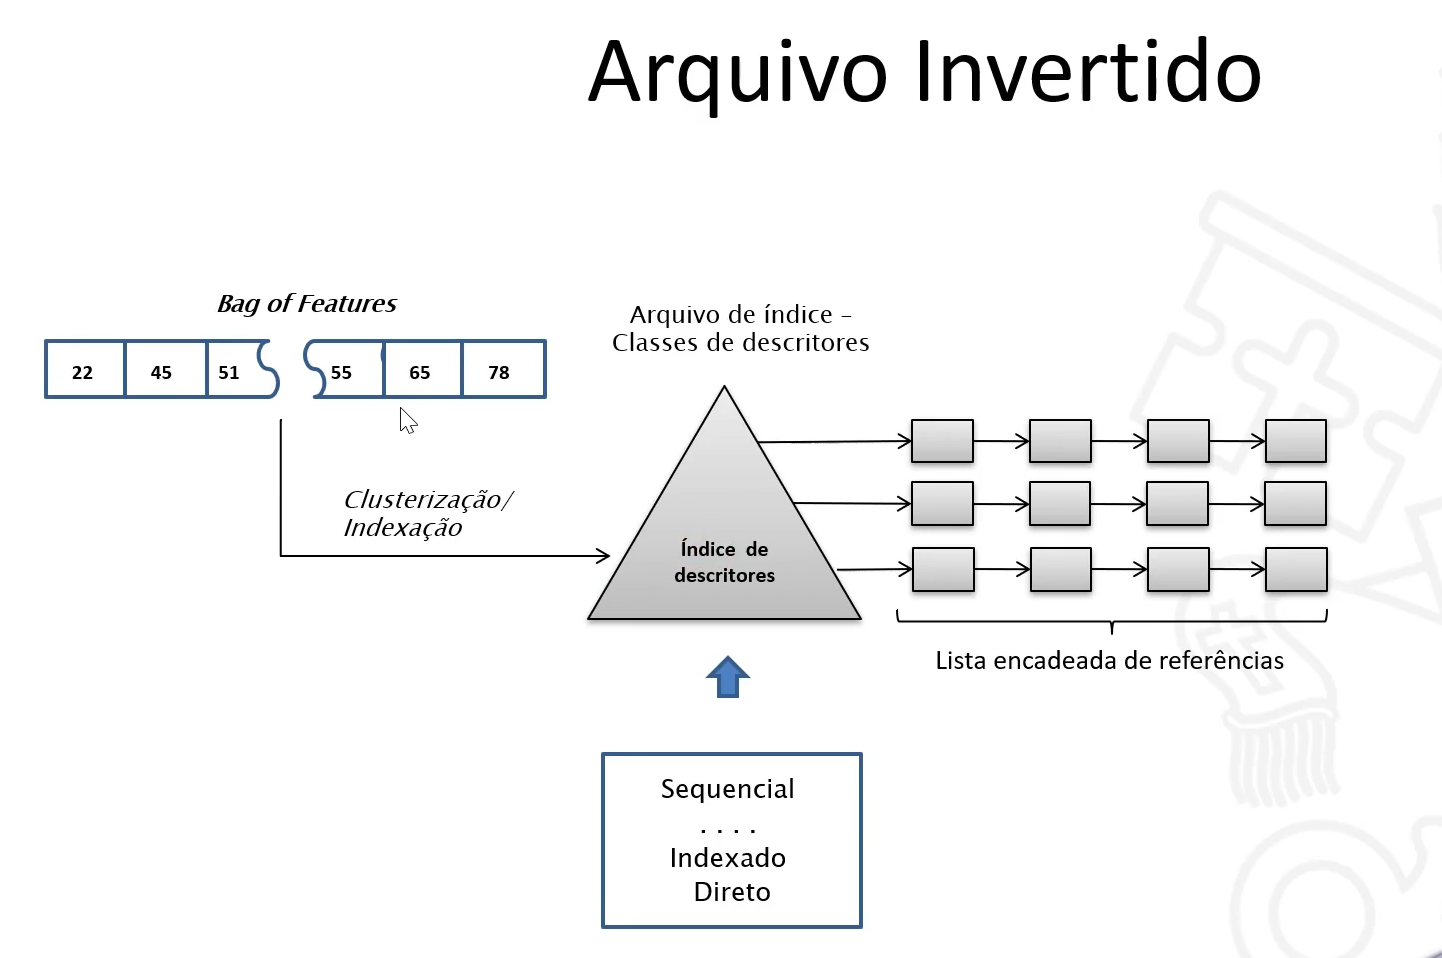 Arquivo Invertido
Bag of Features
22 45 51 55 65 78
Clusterização/
Indexação
Arquivo de índice –
Classes de descritores
Índice de
descritores
Lista encadeada de referências
Sequencial
. . . .
Indexado
Direto